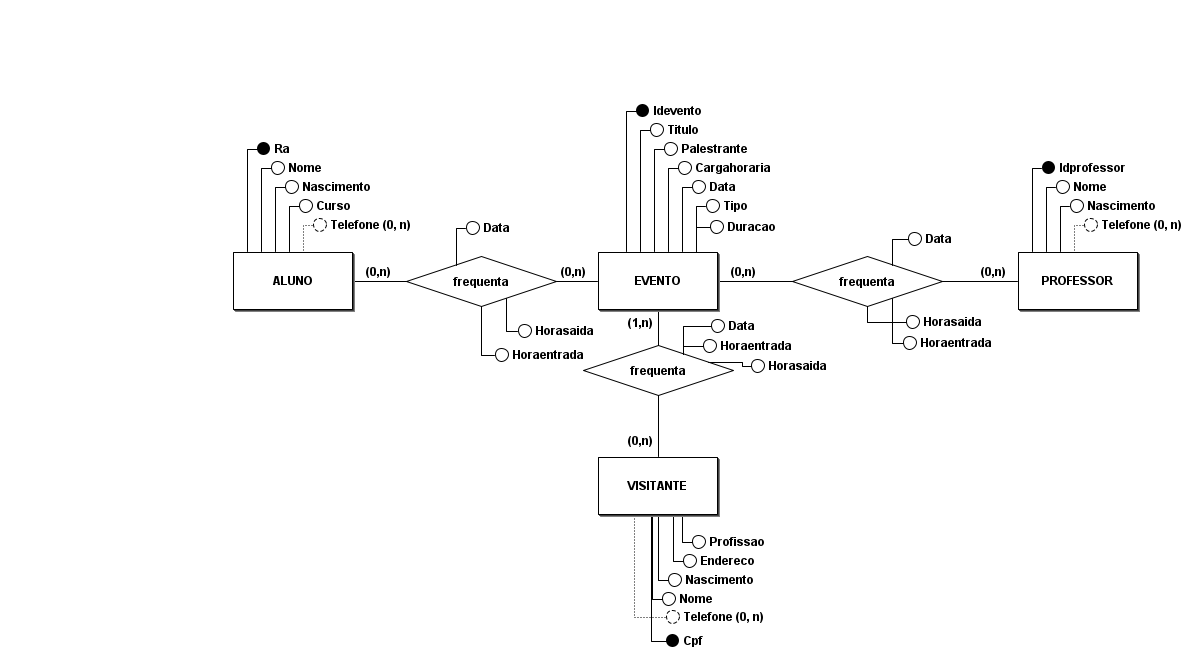 Idevento
Titulo
Palestrante
Cargahoraria
Data
Tipo
Duracao
Ra
Nome
Nascimento
Curso
Telefone (0, n)
Idprofessor
Nome
Nascimento
Telefone (0, n)
Data
Data
ALUNO
(0,n)
frequenta
(0,n)
EVENTO
(0,n)
frequenta
(0,n)
PROFESSOR
Horasaida
Horaentrada
(1,n)
Data
Horaentrada
Horasaida
Horasaida
Horaentrada
frequenta
(0,n)
VISITANTE
Profissao
Endereco
Nascimento
Nome
Telefone (0, n)
Cpf